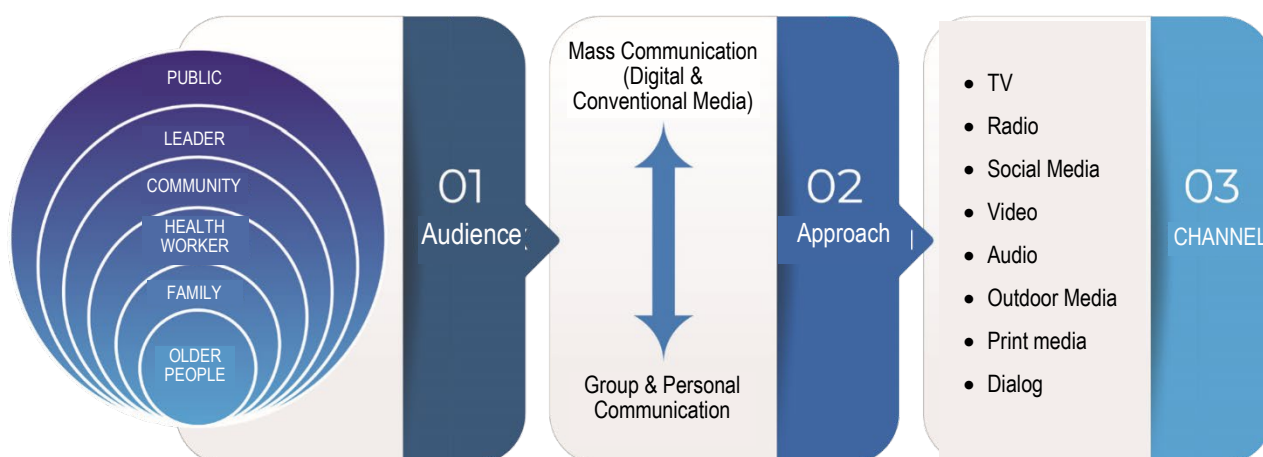 PUBLIC
LEADER
COMMUNITY
HEALTH
WORKER
FAMILY
OLDER
PEOPLE
01
Audience
Mass Communication
(Digital &
Conventional Media)
Group & Personal
Communication
02
Approach
• TV
• Radio
• Social Media
• Video
• Audio
• Outdoor Media
• Print media
• Dialog
03
CHANNEL